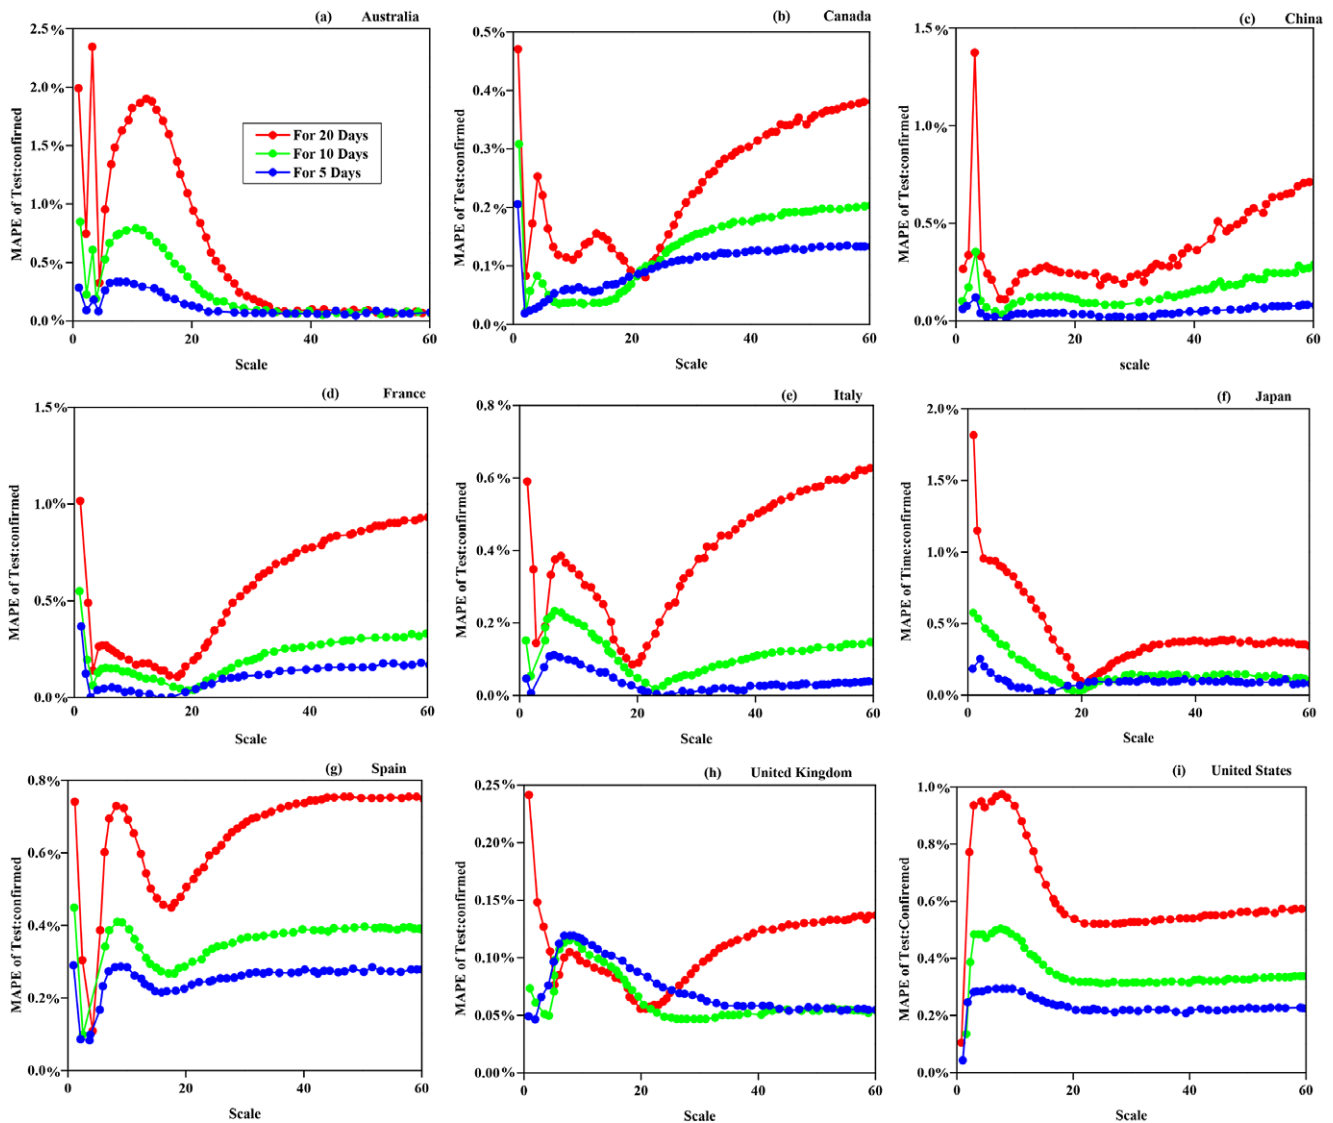 (a) Australia
2.5%
2.0%
1.5%
1.0%
0.5%
0.0%
MAPE of Test:confirmed
For 20 Days
For 10 Days
For 5 Days
0 20 40 60
Scale
(b) Canada
0.5%
0.4%
0.3%
0.2%
0.1%
0.0%
MAPE of Test:confirmed
0 20 40 60
Scale
(c) China
1.5%
1.0%
0.5%
0.0%
MAPE of Test:confirmed
0 20 40 60
scale
(d) France
1.5%
1.0%
0.5%
0.0%
MAPE of Test:confirmed
0 20 40 60
Scale
(e) Italy
0.8%
0.6%
0.4%
0.2%
0.0%
MAPE of Test:confirmed
0 20 40 60
Scale
(f) Japan
2.0%
1.5%
1.0%
0.5%
0.0%
MAPE of Time:confirmed
0 20 40 60
Scale
(g) Spain
0.8%
0.6%
0.4%
0.2%
0.0%
MAPE of Test:confirmed
0 20 40 60
Scale
(h) United Kingdom
0.25%
0.20%
0.15%
0.10%
0.05%
0.00%
MAPE of Test:confirmed
0 20 40 60
Scale
(i) United States
1.0%
0.8%
0.6%
0.4%
0.2%
0.0%
MAPE of Test:Confiremed
0 20 40 60
Scale